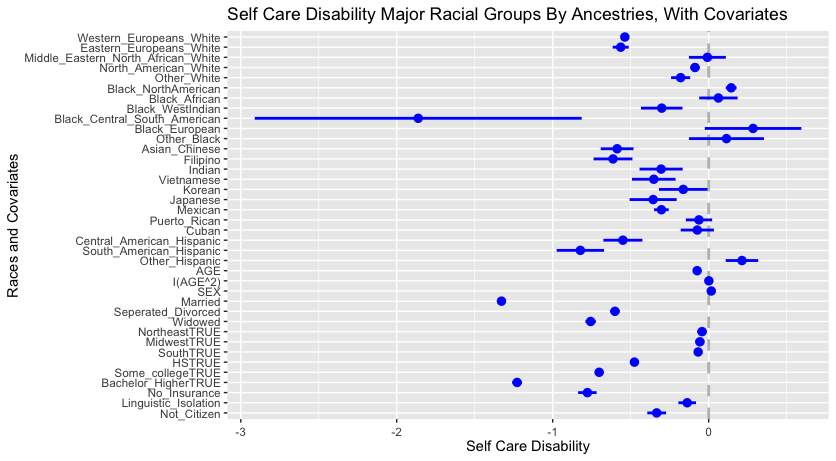 Self Care Disability Major Racial Groups By Ancestries, With Covariates
Races and Covariates
Western_Europeans_White
Eastern_Europeans_White
Middle_Eastern_North_African_White
North_American_White
Other_White
Black_NorthAmerican
Black_African
Black_WestIndian
Black_Central_South_American
Black_European
Other_Black
Asian_Chinese
Filipino
Indian
Vietnamese
Korean
Japanese
Mexican
Puerto_Rican
Cuban
Central_American_Hispanic
South_American_Hispanic
Other_Hispanic
AGE
I(AGE^2)
SEX
Married
Seperated_Divorced
Widowed
NortheastTRUE
MidwestTRUE
SouthTRUE
HSTRUE
Some_collegeTRUE
Bachelor_HigherTRUE
No_Insurance
Linguistic_Isolation
Not_Citizen
-3 -2 -1 0
Self Care Disability